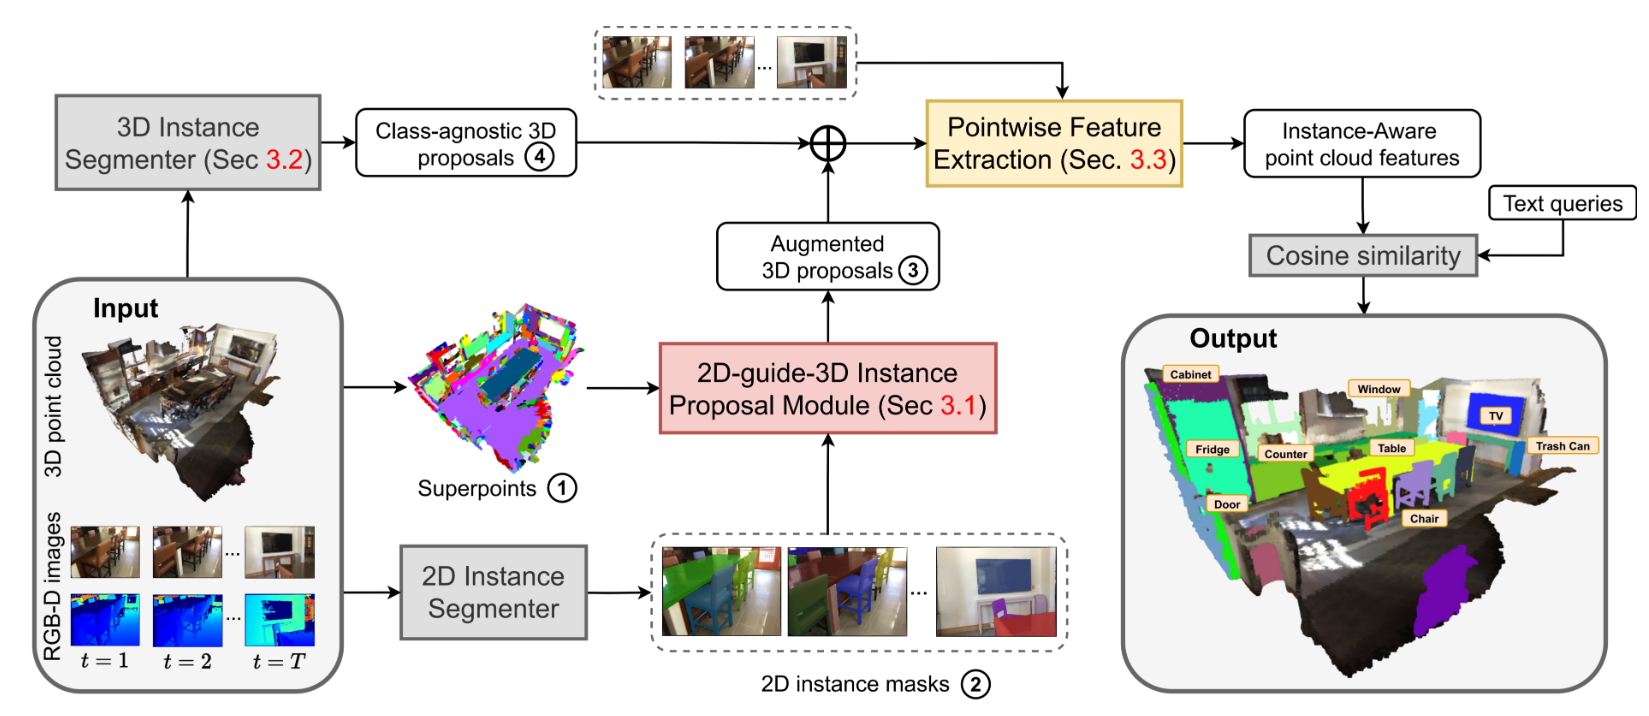 3D Instance
Segmenter (Sec 3.2)
Class-agnostic 3D
proposals ④
...
Pointwise Feature
Extraction (Sec. 3.3)
Instance-Aware
point cloud features
Text queries
Cosine similarity
Augmented
3D proposals ③
Input
3D point cloud
RGB-D images
...
...
t = 1
t = 2
t = T
Superpoints ①
2D-guide-3D Instance
Proposal Module (Sec 3.1)
2D Instance
Segmenter
...
2D instance masks ②
Output
Cabinet
Window
TV
Fridge
Counter
Table
Trash Can
Door
Chair